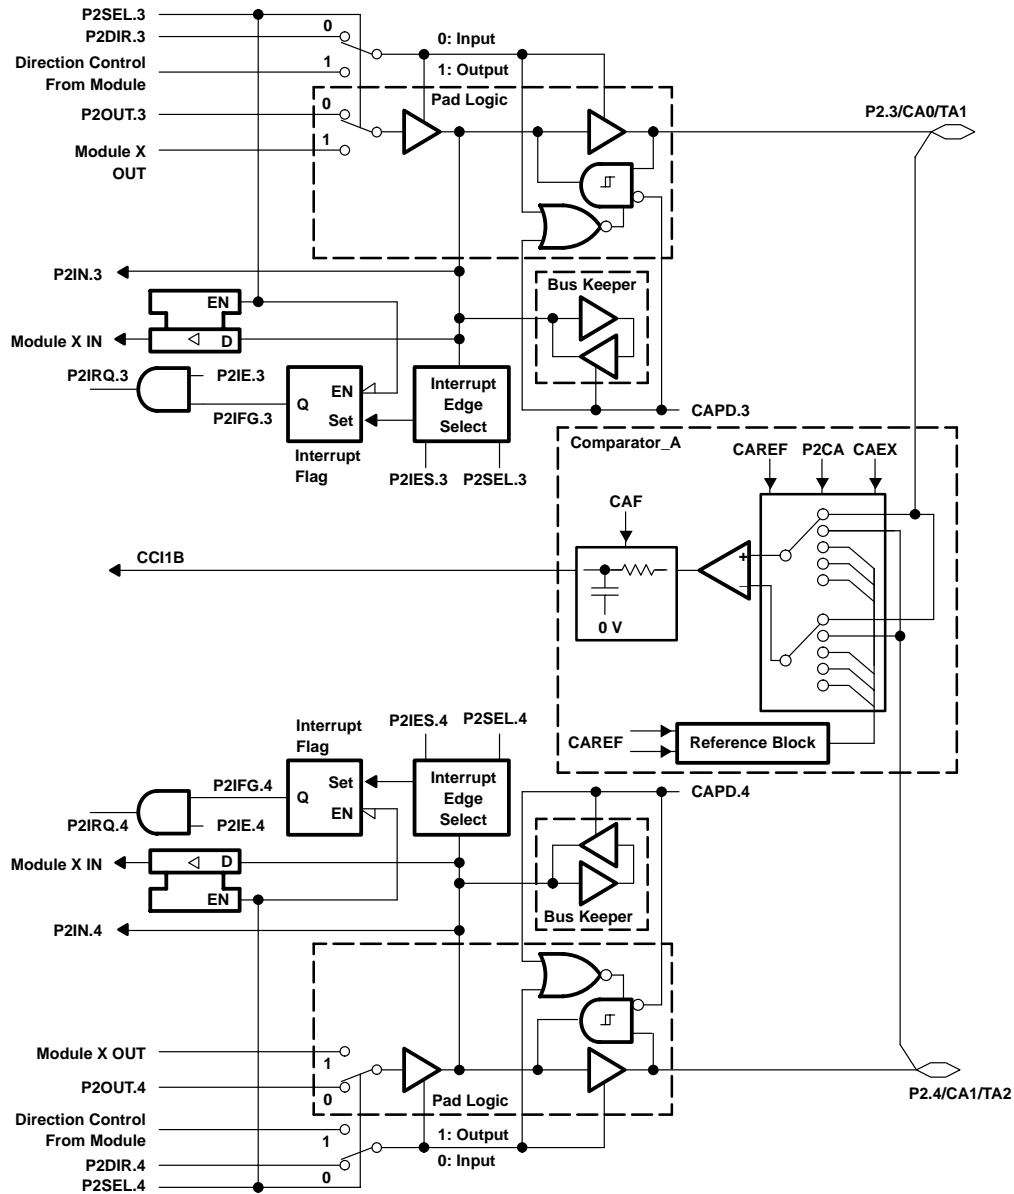 P2SEL.3
P2DIR.3
0
0: Input
Direction Control
From Module
1
1: Output
Pad Logic
P2OUT.3
0
P2.3/CA0/TA1
Module X
OUT
1
P2IN.3
Bus Keeper
EN
Module X IN
D
P2IRQ.3
P2IE.3
P2IFG.3
Q
EN
Set
Interrupt
Edge
Select
Interrupt
Flag
P2IES.3
P2SEL.3
CAPD.3
Comparator_A
CAREF
P2CA
CAEX
CAF
CCI1B
+
−
0 V
CAREF
Reference Block
Interrupt
Flag
P2IES.4
P2SEL.4
P2IFG.4
Q
Set
EN
Interrupt
Edge
Select
CAPD.4
P2IRQ.4
P2IE.4
Module X IN
D
EN
Bus Keeper
P2IN.4
Module X OUT
1
P2OUT.4
0
Pad Logic
P2.4/CA1/TA2
Direction Control
From Module
1
1: Output
P2DIR.4
0: Input
0
P2SEL.4